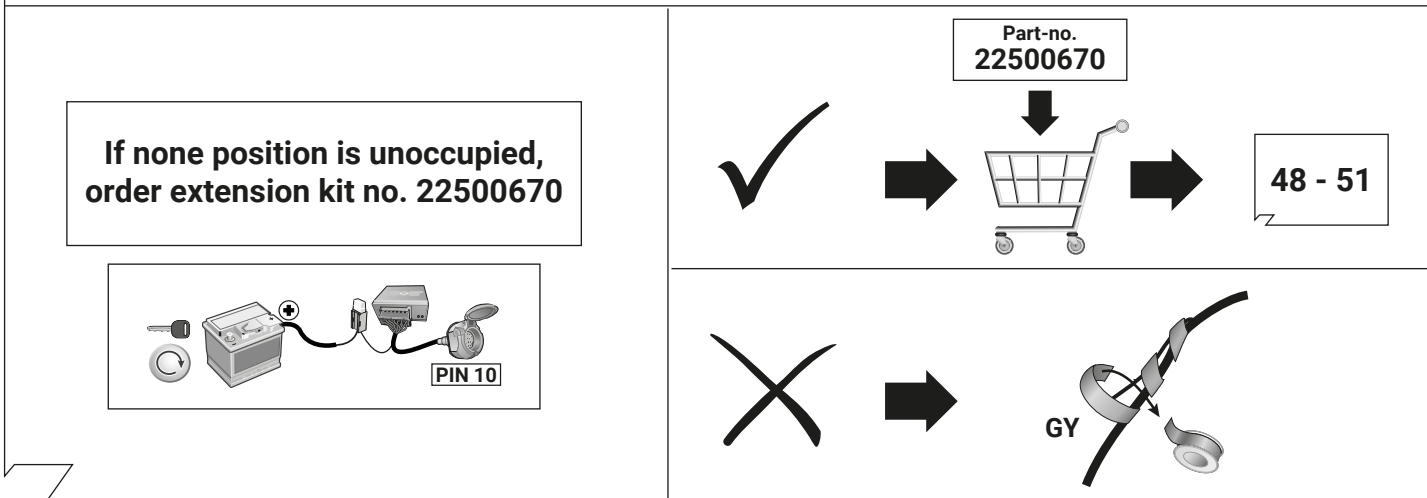 If none position is unoccupied,
order extension kit no. 22500670
PIN 10
Part-no.
22500670
48 - 51
GY